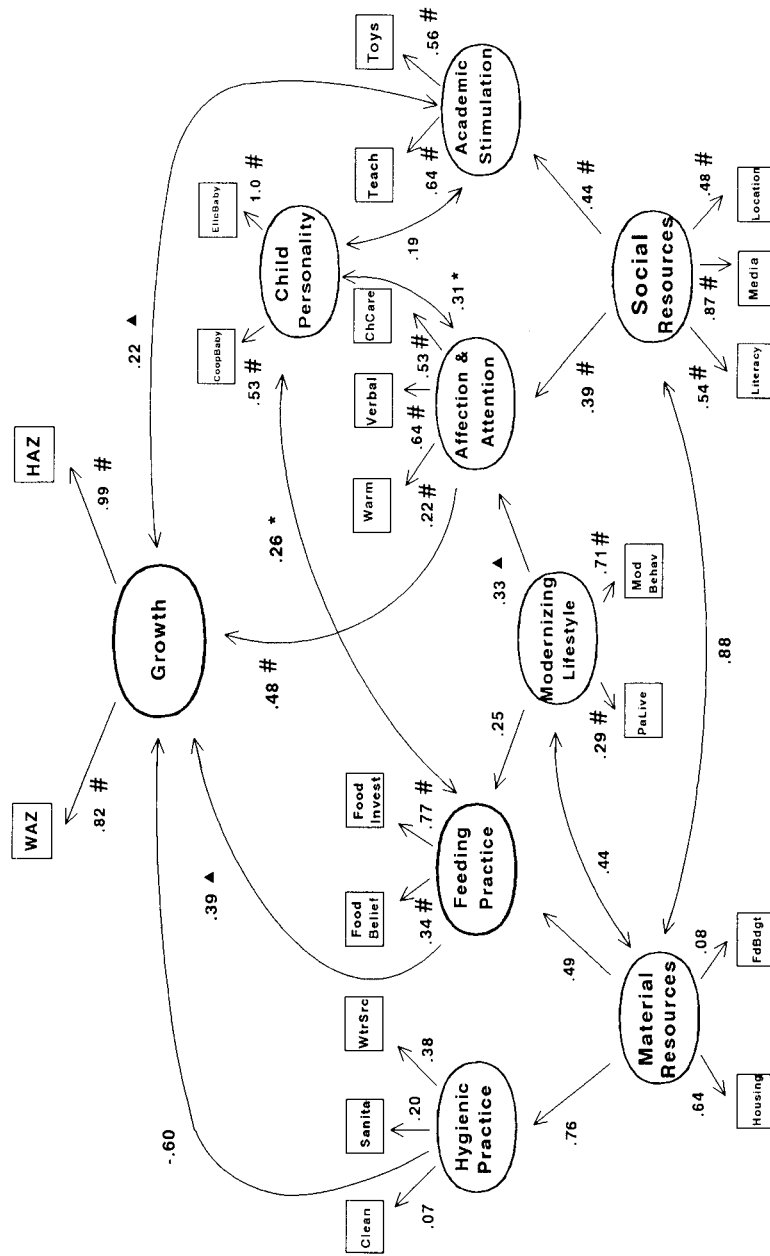 WAZ
HAZ
.82 #
.99 #
Growth
-.60
.39 ▲
.48 #
.26 *
.22 ▲
CoopBaby
ElicBaby
.53 #
1.0 #
Child
Personality
.31 *
.19
Clean
Sanita
WtrSrc
.07
.20
.38
Hygienic
Practice
Food
Belief
Food
Invest
.34 #
.77 #
Feeding
Practice
Warm
Verbal
ChCare
.22 #
.64 #
.53 #
Affection &
Attention
Teach
Toys
.64 #
.56 #
Academic
Stimulation
.76
.49
.25
.33 ▲
.39 #
.44 #
Modernizing
Lifestyle
.29 #
.71 #
PaLive
Mod
Behav
.44
.88
Material
Resources
.64
.08
Housing
FdBdgt
Social
Resources
.54 #
.87 #
.48 #
Literacy
Media
Location